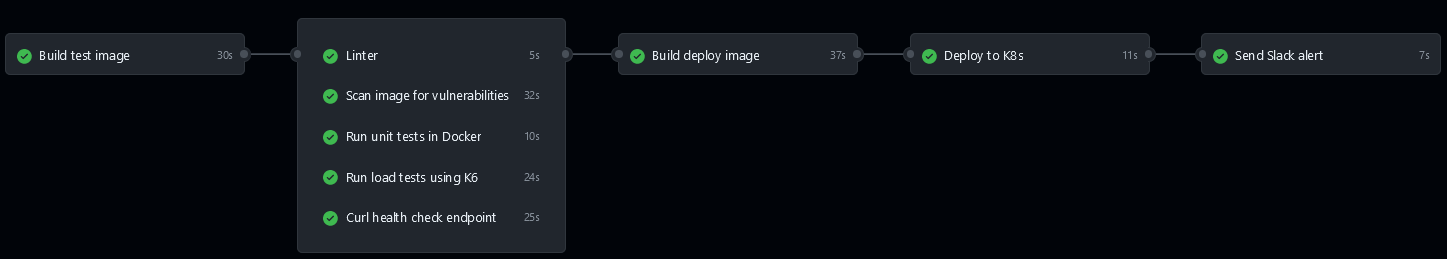 Build test image 30s
Linter 5s
Scan image for vulnerabilities 32s
Run unit tests in Docker 10s
Run load tests using K6 24s
Curl health check endpoint 25s
Build deploy image 37s
Deploy to K8s 11s
Send Slack alert 7s